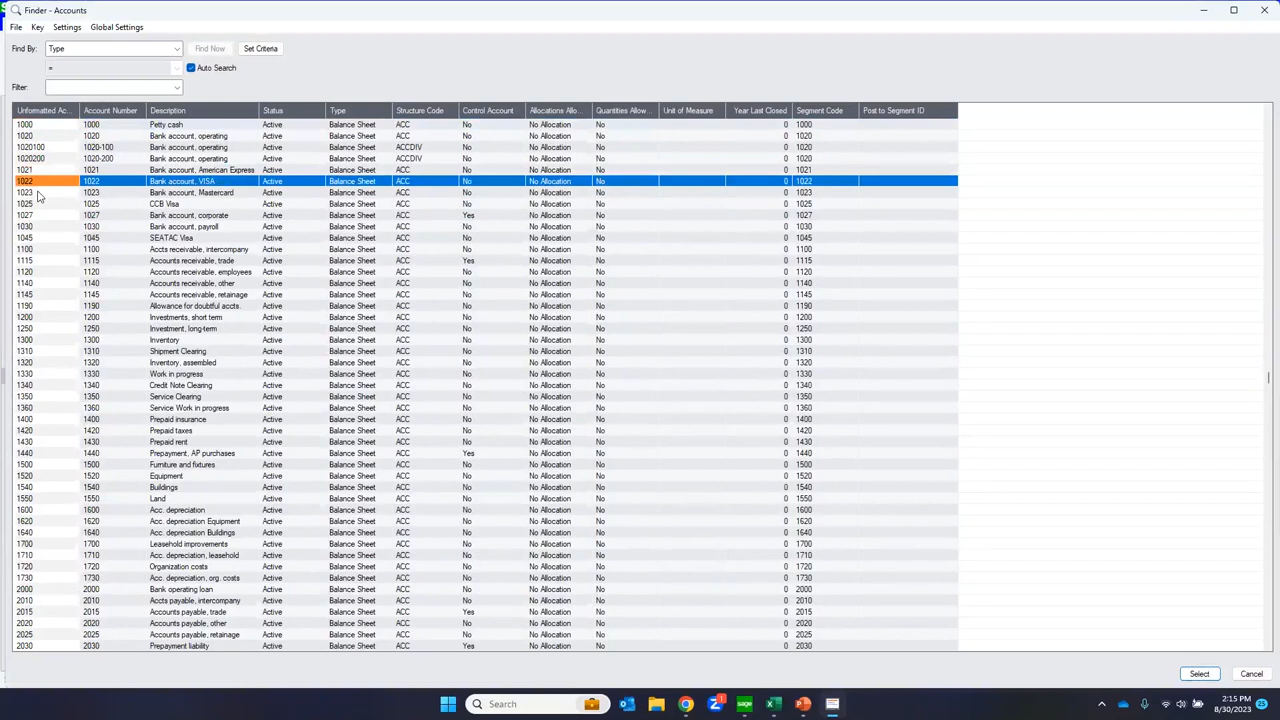 Finder - Accounts
File Key Settings Global Settings
Find By: Type Find Now Set Criteria
= Auto Search
Filter:
Unformatted Ac... Account Number Description Status Type Structure Code Control Account Allocations Allo... Quantities Allow... Unit of Measure Year Last Closed Segment Code Post to Segment ID
1000 1000 Petty cash Active Balance Sheet ACC No No Allocation No 0 1000
1020 1020 Bank account, operating Active Balance Sheet ACC No No Allocation No 0 1020
1020100 1020-100 Bank account, operating Active Balance Sheet ACCDIV No No Allocation No 0 1020
1020200 1020-200 Bank account, operating Active Balance Sheet ACCDIV No No Allocation No 0 1020
1021 1021 Bank account, American Express Active Balance Sheet ACC No No Allocation No 0 1021
1022 1022 Bank account, VISA Active Balance Sheet ACC No No Allocation No 0 1022
1023 1023 Bank account, Mastercard Active Balance Sheet ACC No No Allocation No 0 1023
1025 1025 CCB Visa Active Balance Sheet ACC No No Allocation No 0 1025
1027 1027 Bank account, corporate Active Balance Sheet ACC Yes No Allocation No 0 1027
1030 1030 Bank account, payroll Active Balance Sheet ACC No No Allocation No 0 1030
1045 1045 SEATAC Visa Active Balance Sheet ACC No No Allocation No 0 1045
1100 1100 Accts receivable, intercompany Active Balance Sheet ACC No No Allocation No 0 1100
1115 1115 Accounts receivable, trade Active Balance Sheet ACC Yes No Allocation No 0 1115
1120 1120 Accounts receivable, employees Active Balance Sheet ACC No No Allocation No 0 1120
1140 1140 Accounts receivable, other Active Balance Sheet ACC No No Allocation No 0 1140
1145 1145 Accounts receivable, retainage Active Balance Sheet ACC No No Allocation No 0 1145
1190 1190 Allowance for doubtful accts. Active Balance Sheet ACC No No Allocation No 0 1190
1200 1200 Investments, short term Active Balance Sheet ACC No No Allocation No 0 1200
1250 1250 Investment, long-term Active Balance Sheet ACC No No Allocation No 0 1250
1300 1300 Inventory Active Balance Sheet ACC No No Allocation No 0 1300
1310 1310 Shipment Clearing Active Balance Sheet ACC No No Allocation No 0 1310
1320 1320 Inventory, assembled Active Balance Sheet ACC No No Allocation No 0 1320
1330 1330 Work in progress Active Balance Sheet ACC No No Allocation No 0 1330
1340 1340 Credit Note Clearing Active Balance Sheet ACC No No Allocation No 0 1340
1350 1350 Service Clearing Active Balance Sheet ACC No No Allocation No 0 1350
1360 1360 Service Work in progress Active Balance Sheet ACC No No Allocation No 0 1360
1400 1400 Prepaid insurance Active Balance Sheet ACC No No Allocation No 0 1400
1420 1420 Prepaid taxes Active Balance Sheet ACC No No Allocation No 0 1420
1430 1430 Prepaid rent Active Balance Sheet ACC No No Allocation No 0 1430
1440 1440 Prepayment, AP purchases Active Balance Sheet ACC Yes No Allocation No 0 1440
1500 1500 Furniture and fixtures Active Balance Sheet ACC No No Allocation No 0 1500
1520 1520 Equipment Active Balance Sheet ACC No No Allocation No 0 1520
1540 1540 Buildings Active Balance Sheet ACC No No Allocation No 0 1540
1550 1550 Land Active Balance Sheet ACC No No Allocation No 0 1550
1600 1600 Acc. depreciation Active Balance Sheet ACC No No Allocation No 0 1600
1620 1620 Acc. depreciation Equipment Active Balance Sheet ACC No No Allocation No 0 1620
1640 1640 Acc. depreciation Buildings Active Balance Sheet ACC No No Allocation No 0 1640
1700 1700 Leasehold improvements Active Balance Sheet ACC No No Allocation No 0 1700
1710 1710 Acc. depreciation, leasehold Active Balance Sheet ACC No No Allocation No 0 1710
1720 1720 Organization costs Active Balance Sheet ACC No No Allocation No 0 1720
1730 1730 Acc. depreciation, org. costs Active Balance Sheet ACC No No Allocation No 0 1730
2000 2000 Bank operating loan Active Balance Sheet ACC No No Allocation No 0 2000
2010 2010 Accts payable, intercompany Active Balance Sheet ACC No No Allocation No 0 2010
2015 2015 Accounts payable, trade Active Balance Sheet ACC Yes No Allocation No 0 2015
2020 2020 Accounts payable, other Active Balance Sheet ACC No No Allocation No 0 2020
2025 2025 Accounts payable, retainage Active Balance Sheet ACC No No Allocation No 0 2025
2030 2030 Prepayment liability Active Balance Sheet ACC Yes No Allocation No 0 2030
Select Cancel
Search
2:15 PM
8/30/2023